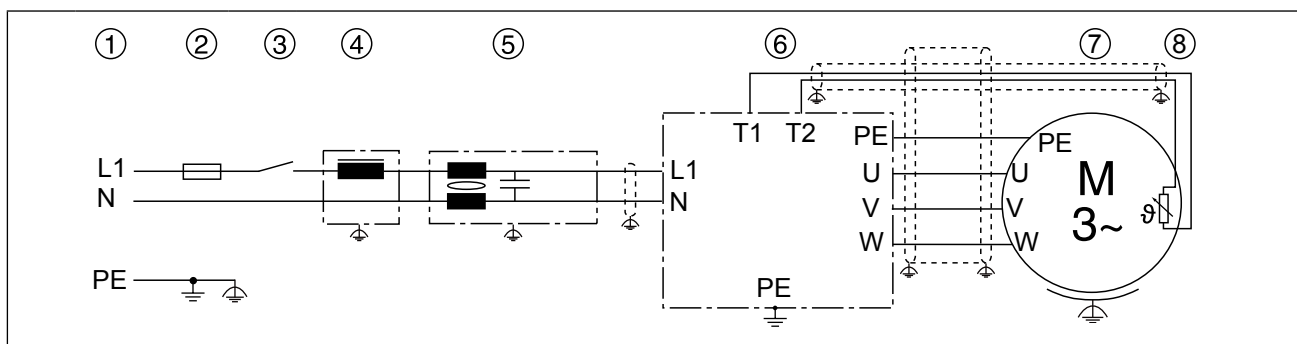 ① ② ③ ④ ⑤ ⑥ ⑦ ⑧
T1 T2
PE PE
L1 L1
U U
M
N N
V V
3~
ϑ
W W
PE PE